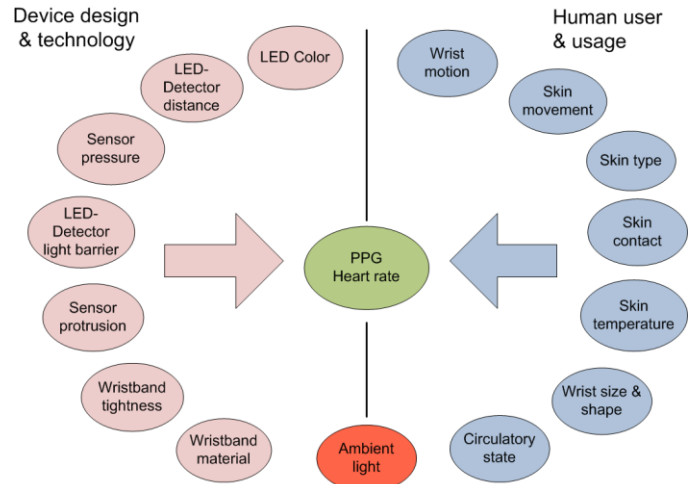 Device design
& technology
Human user
& usage
LED Color
LED-
Detector
distance
Sensor
pressure
LED-
Detector
light barrier
Sensor
protrusion
Wristband
tightness
Wristband
material
PPG
Heart rate
Ambient
light
Wrist
motion
Skin
movement
Skin type
Skin
contact
Skin
temperature
Wrist size &
shape
Circulatory
state